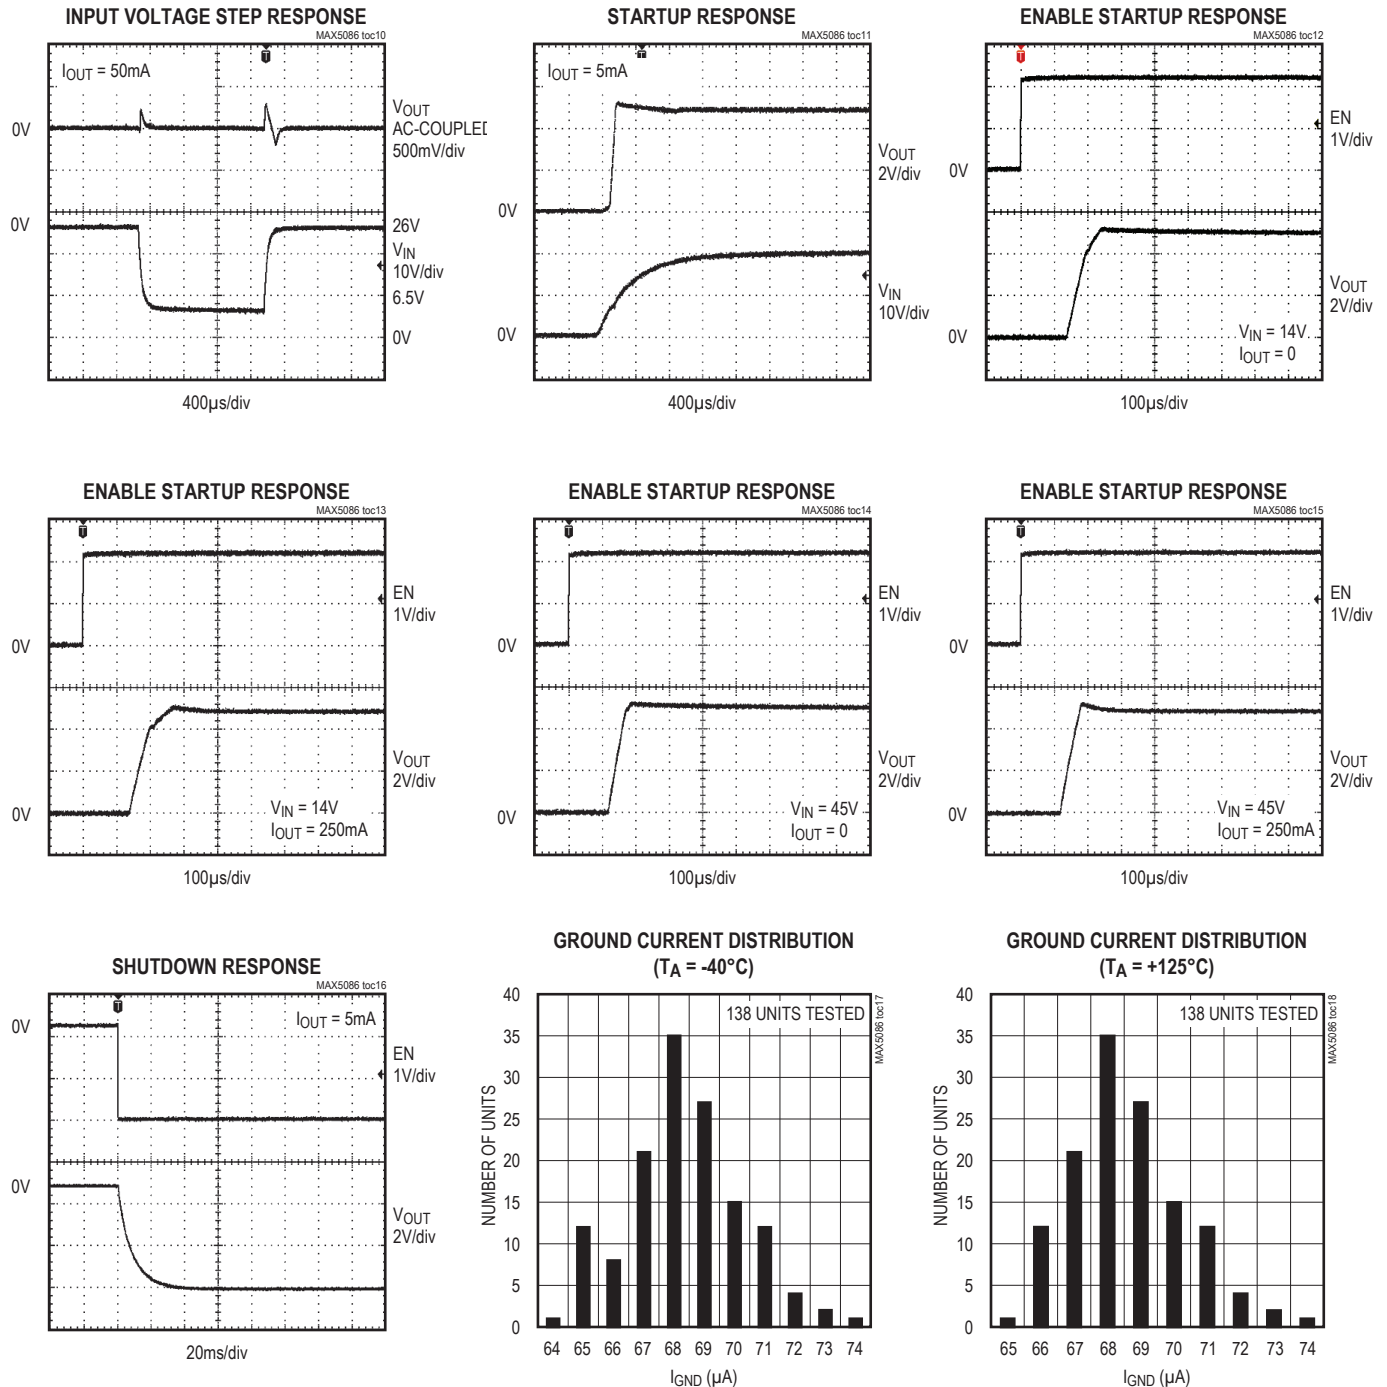 INPUT VOLTAGE STEP RESPONSE
MAX5086 toc10
IOUT = 50mA
0V
VOUT
AC-COUPLED
500mV/div
0V
26V
VIN
10V/div
6.5V
0V
400µs/div
STARTUP RESPONSE
MAX5086 toc11
IOUT = 5mA
VOUT
2V/div
0V
VIN
10V/div
0V
400µs/div
ENABLE STARTUP RESPONSE
MAX5086 toc12
EN
1V/div
0V
VOUT
2V/div
0V
VIN = 14V
IOUT = 0
100µs/div
ENABLE STARTUP RESPONSE
MAX5086 toc13
EN
1V/div
0V
VOUT
2V/div
0V
VIN = 14V
IOUT = 250mA
100µs/div
ENABLE STARTUP RESPONSE
MAX5086 toc14
EN
1V/div
0V
VOUT
2V/div
0V
VIN = 45V
IOUT = 0
100µs/div
ENABLE STARTUP RESPONSE
MAX5086 toc15
EN
1V/div
0V
VOUT
2V/div
0V
VIN = 45V
IOUT = 250mA
100µs/div
SHUTDOWN RESPONSE
MAX5086 toc16
IOUT = 5mA
0V
EN
1V/div
0V
VOUT
2V/div
20ms/div
GROUND CURRENT DISTRIBUTION
(TA = -40°C)
MAX5086 toc17
138 UNITS TESTED
NUMBER OF UNITS
40
35
30
25
20
15
10
5
0
64 65 66 67 68 69 70 71 72 73 74
IGND (µA)
GROUND CURRENT DISTRIBUTION
(TA = +125°C)
MAX5086 toc18
138 UNITS TESTED
NUMBER OF UNITS
40
35
30
25
20
15
10
5
0
65 66 67 68 69 70 71 72 73 74
IGND (µA)